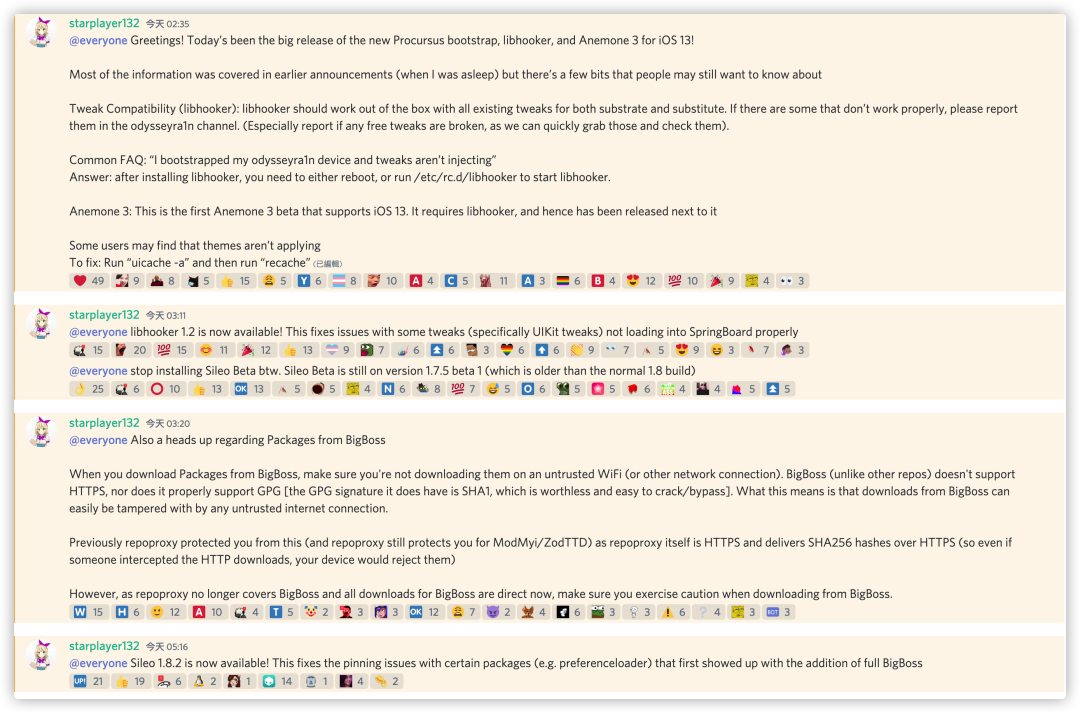 starplayer132 今天 02:35
@everyone Greetings! Today's been the big release of the new Procursus bootstrap, libhooker, and Anemone 3 for iOS 13!
Most of the information was covered in earlier announcements (when I was asleep) but there's a few bits that people may still want to know about
Tweak Compatibility (libhooker): libhooker should work out of the box with all existing tweaks for both substrate and substitute. If there are some that don't work properly, please report
them in the odysseyra1n channel. (Especially report if any free tweaks are broken, as we can quickly grab those and check them).
Common FAQ: “I bootstrapped my odysseyra1n device and tweaks aren't injecting”
Answer: after installing libhooker, you need to either reboot, or run /etc/rc.d/libhooker to start libhooker.
Anemone 3: This is the first Anemone 3 beta that supports iOS 13. It requires libhooker, and hence has been released next to it
Some users may find that themes aren't applying
To fix: Run “uicache -a” and then run “recache” (已編輯)
49 9 8 5 15 5 Y 6 8 10 A 4 C 5 11 A 3 6 B 4 12 100 10 9 4 3
starplayer132 今天 03:11
@everyone libhooker 1.2 is now available! This fixes issues with some tweaks (specifically UIKit tweaks) not loading into SpringBoard properly
15 20 100 15 11 12 13 9 7 6 6 3 6 6 9 7 5 9 3 7 3
@everyone stop installing Sileo Beta btw. Sileo Beta is still on version 1.7.5 beta 1 (which is older than the normal 1.8 build)
25 6 10 13 OK 13 5 5 4 N 6 8 100 7 5 O 6 5 5 6 4 4 5 5
starplayer132 今天 03:20
@everyone Also a heads up regarding Packages from BigBoss
When you download Packages from BigBoss, make sure you're not downloading them on an untrusted WiFi (or other network connection). BigBoss (unlike other repos) doesn't support
HTTPS, nor does it properly support GPG [the GPG signature it does have is SHA1, which is worthless and easy to crack/bypass]. What this means is that downloads from BigBoss can
easily be tampered with by any untrusted internet connection.
Previously repoproxy protected you from this (and repoproxy still protects you for ModMyi/ZodTTD) as repoproxy itself is HTTPS and delivers SHA256 hashes over HTTPS (so even if
someone intercepted the HTTP downloads, your device would reject them)
However, as repoproxy no longer covers BigBoss and all downloads for BigBoss are direct now, make sure you exercise caution when downloading from BigBoss.
W 15 H 6 12 A 10 4 T 5 2 3 3 OK 12 7 2 4 6 3 3 6 4 3 BOT 3
starplayer132 今天 05:16
@everyone Sileo 1.8.2 is now available! This fixes the pinning issues with certain packages (e.g. preferenceloader) that first showed up with the addition of full BigBoss
UP! 21 19 6 2 1 14 1 4 2